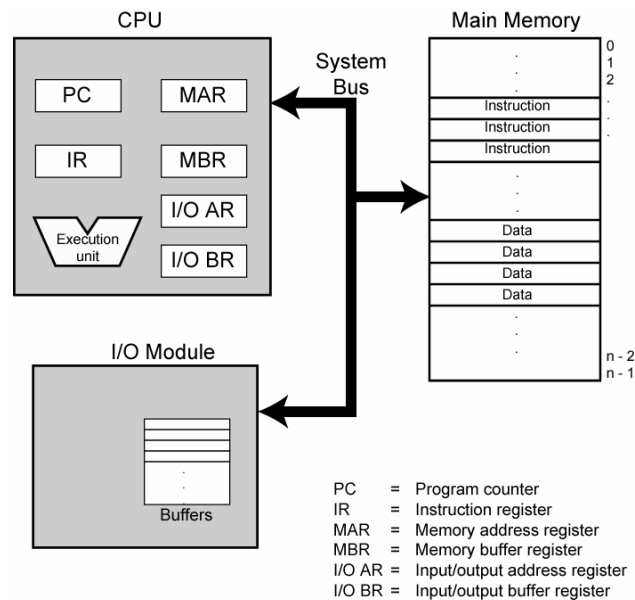 CPU
PC
MAR
IR
MBR
I/O AR
I/O BR
Execution
unit
System
Bus
Main Memory
0
1
2
.
.
.
.
.
.
Instruction
Instruction
Instruction
.
.
.
Data
Data
Data
Data
.
.
.
n - 2
n - 1
I/O Module
.
.
.
Buffers
PC = Program counter
IR = Instruction register
MAR = Memory address register
MBR = Memory buffer register
I/O AR = Input/output address register
I/O BR = Input/output buffer register